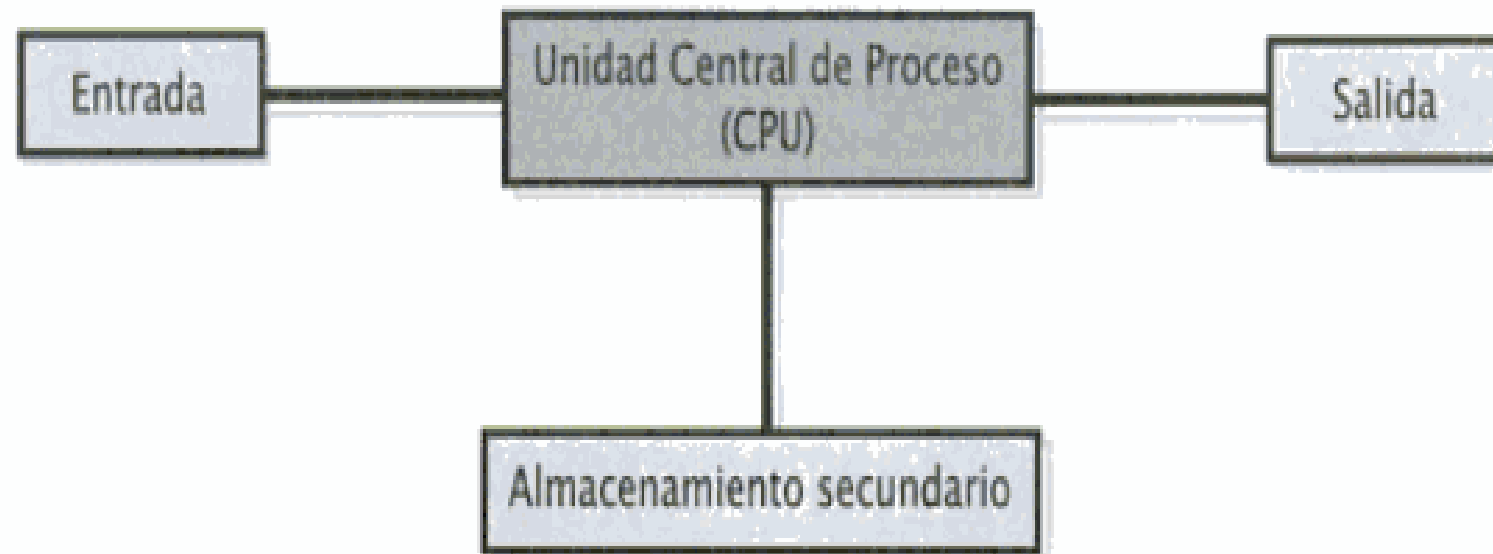 Entrada
Unidad Central de Proceso
(CPU)
Salida
Almacenamiento secundario